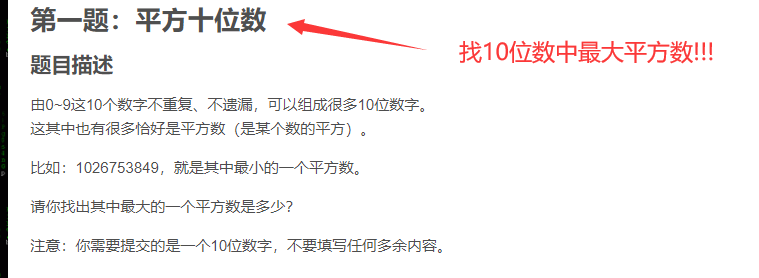 第一题：平方十位数
找10位数中最大平方数!!!
题目描述
由0~9这10个数字不重复、不遗漏，可以组成很多10位数字。
这其中也有很多恰好是平方数（是某个数的平方）。
比如：1026753849，就是其中最小的一个平方数。
请你找出其中最大的一个平方数是多少？
注意：你需要提交的是一个10位数字，不要填写任何多余内容。